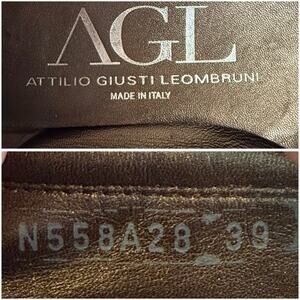 AGL
ATTILIO GIUSTI LEOMBRUNI
MADE IN ITALY
N558A28 39